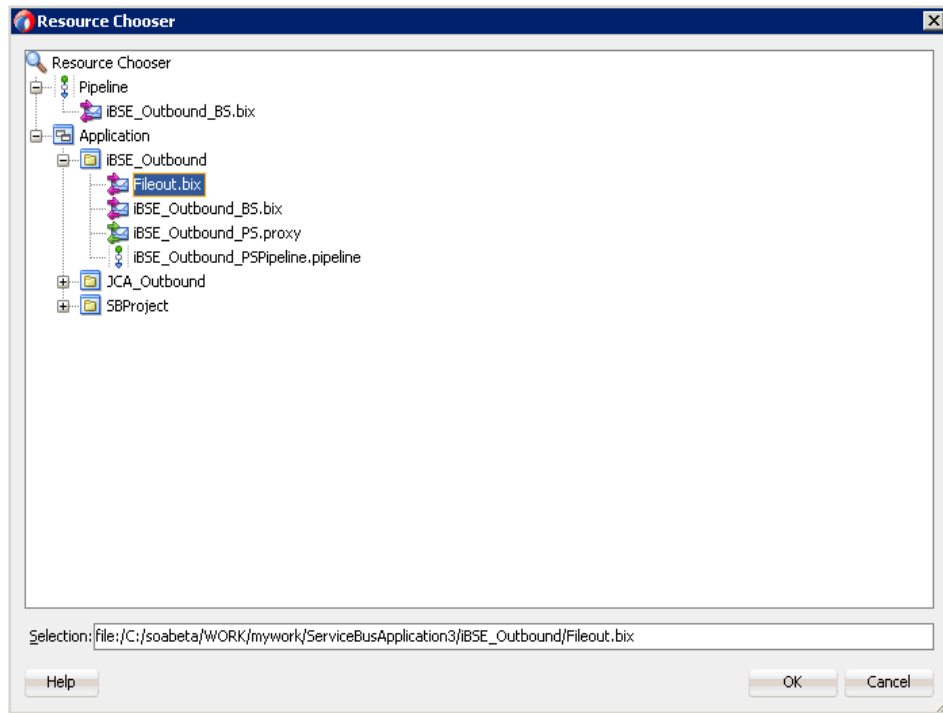 Resource Chooser
Resource Chooser
Pipeline
iBSE_Outbound_BS.bix
Application
iBSE_Outbound
Fileout.bix
iBSE_Outbound_BS.bix
iBSE_Outbound_PS.proxy
iBSE_Outbound_PSPipeline.pipeline
JCA_Outbound
SBProject
Selection: file:/C:/soabeta/WORK/mywork/ServiceBusApplication3/iBSE_Outbound/Fileout.bix
Help OK Cancel